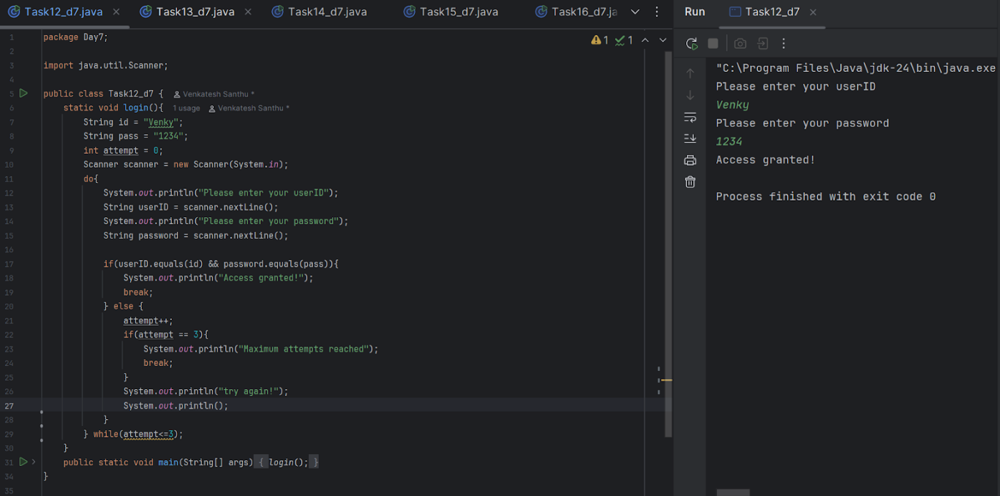 Task12_d7.java Task13_d7.java Task14_d7.java Task15_d7.java Task16_d7.ja
Run Task12_d7
1 1
1 package Day7;
2
3 import java.util.Scanner;
4
5 public class Task12_d7 { Venkatesh Santhu *
6 static void login(){ 1 usage Venkatesh Santhu *
7 String id = "Venky";
8 String pass = "1234";
9 int attempt = 0;
10 Scanner scanner = new Scanner(System.in);
11 do{
12 System.out.println("Please enter your userID");
13 String userID = scanner.nextLine();
14 System.out.println("Please enter your password");
15 String password = scanner.nextLine();
16
17 if(userID.equals(id) && password.equals(pass)){
18 System.out.println("Access granted!");
19 break;
20 } else {
21 attempt++;
22 if(attempt == 3){
23 System.out.println("Maximum attempts reached");
24 break;
25 }
26 System.out.println("try again!");
27 System.out.println();
28 }
29 } while(attempt<=3);
30 }
31 public static void main(String[] args) { login(); }
34 }
35
"C:\Program Files\Java\jdk-24\bin\java.exe
Please enter your userID
Venky
Please enter your password
1234
Access granted!
Process finished with exit code 0